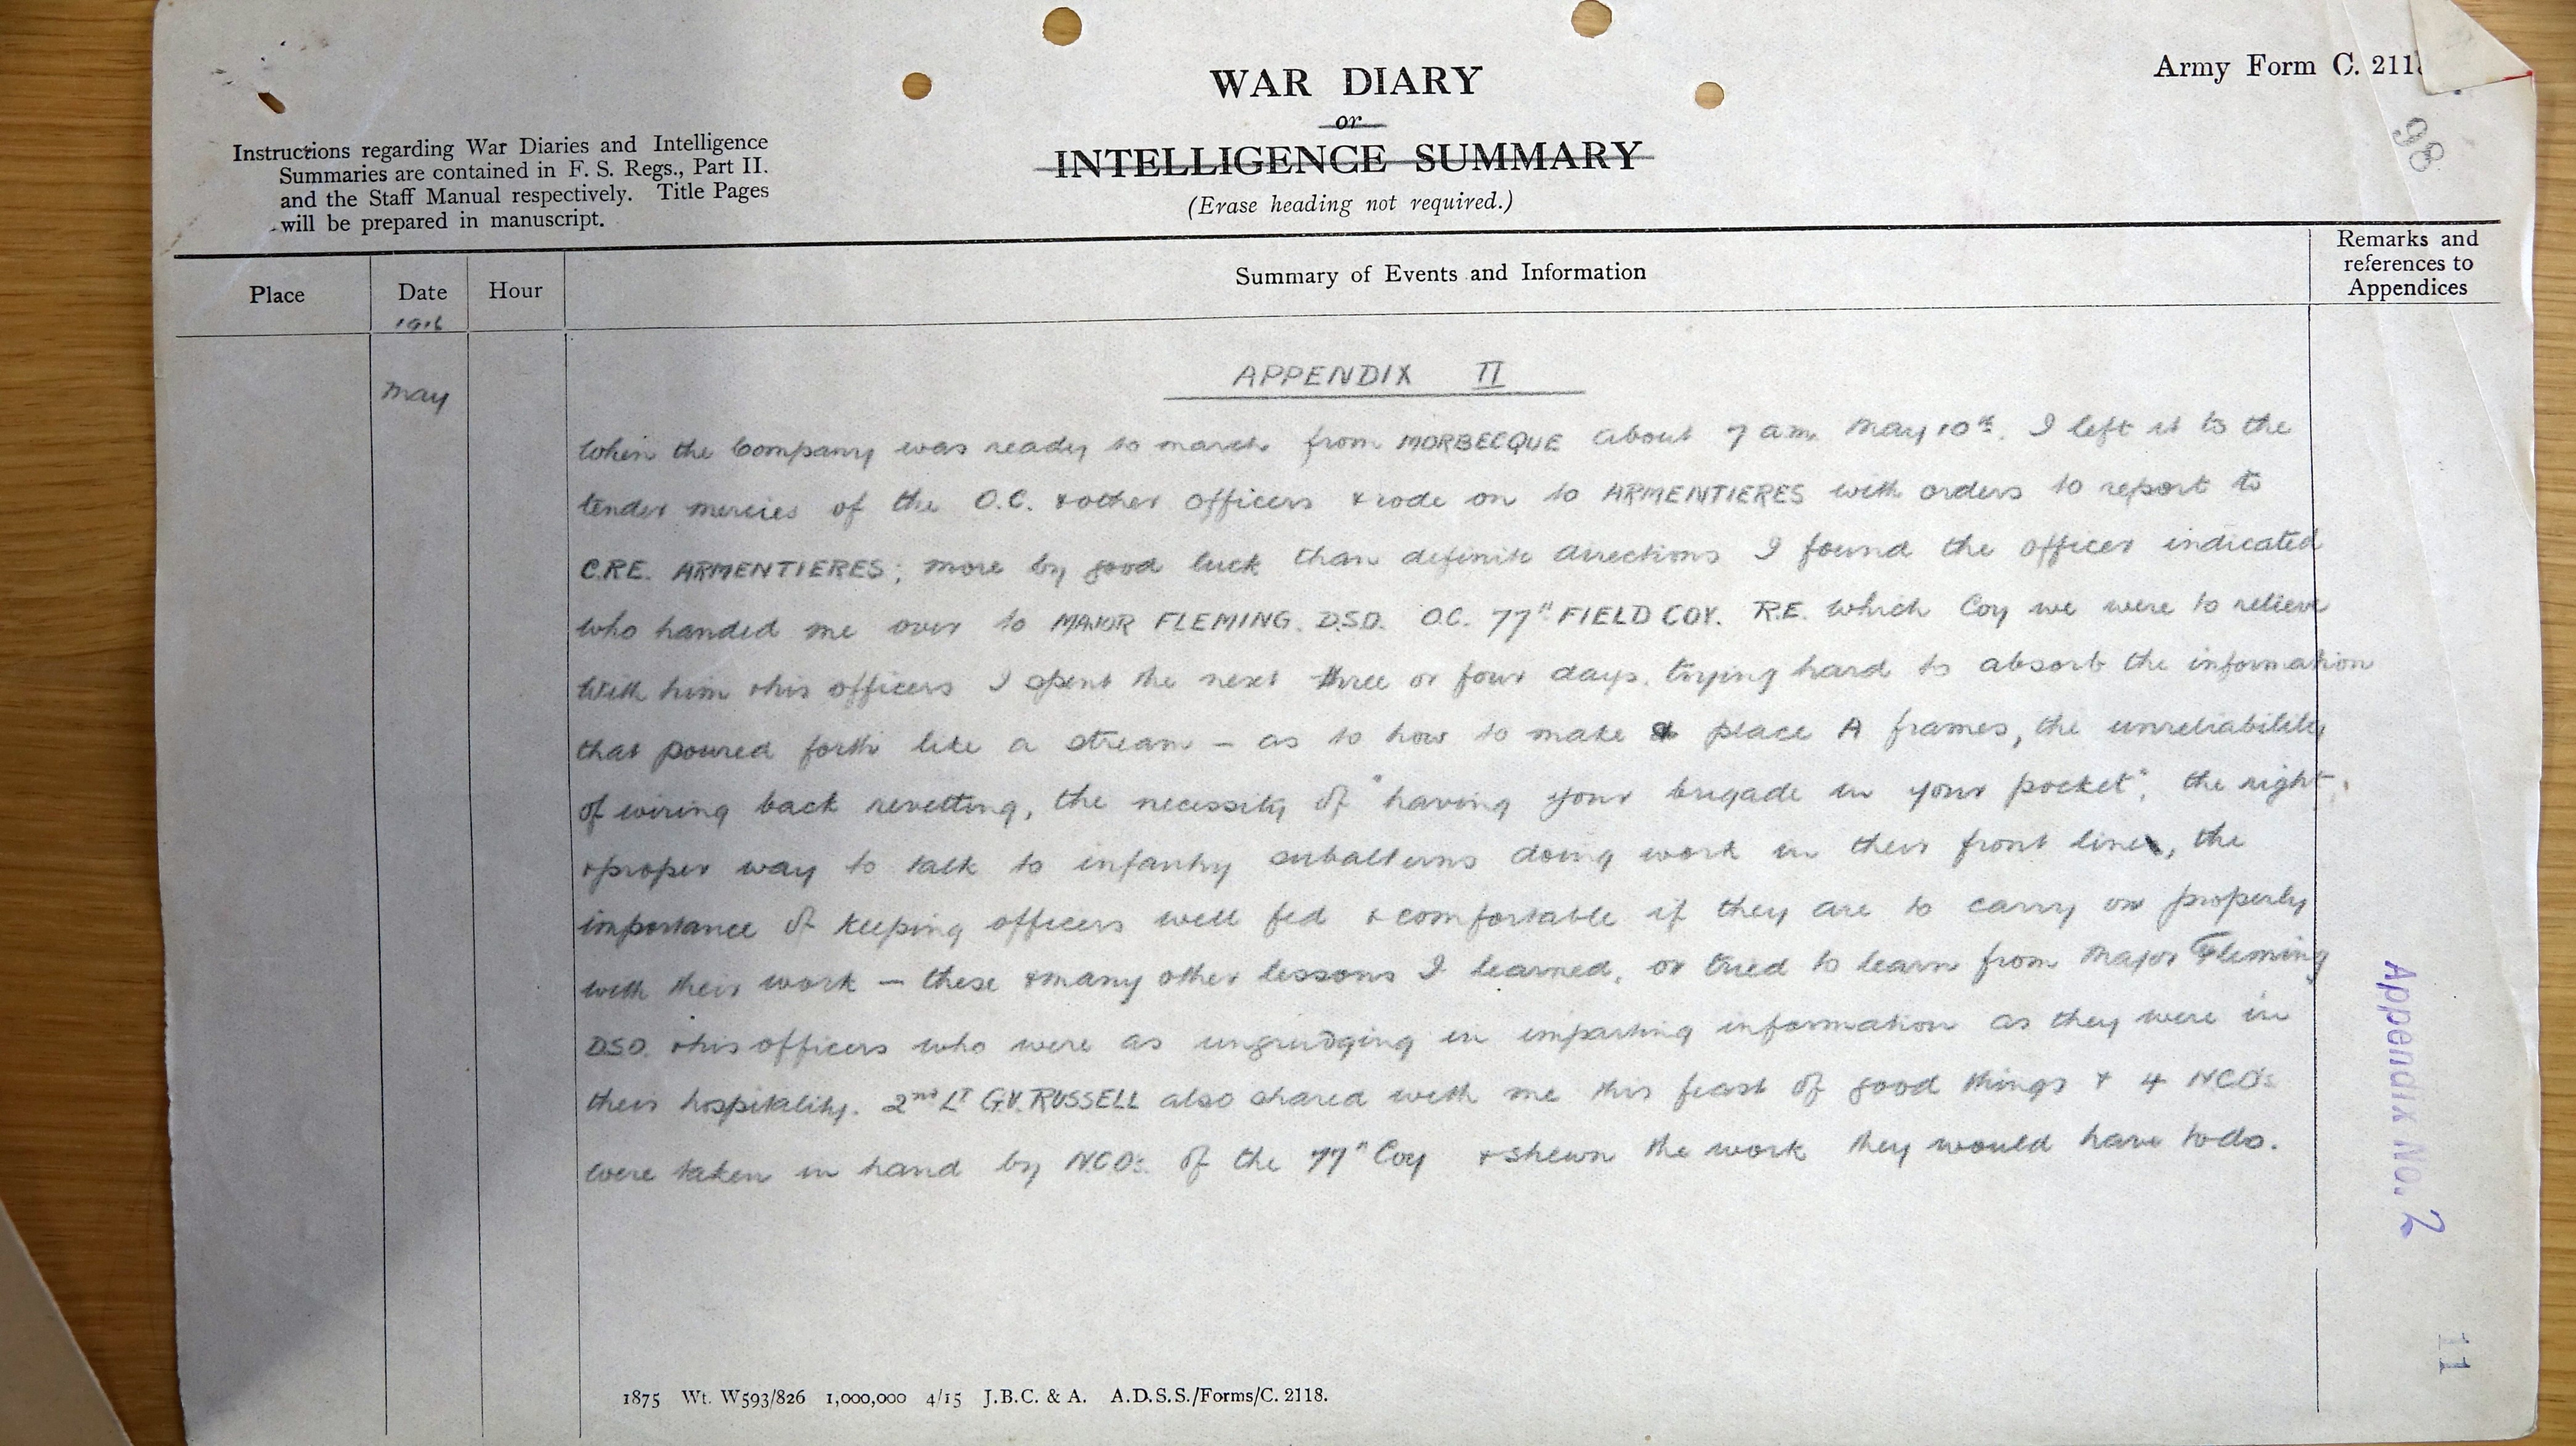 Army Form C. 211
98
WAR DIARY
or
INTELLIGENCE SUMMARY
(Erase heading not required.)
Instructions regarding War Diaries and Intelligence
Summaries are contained in F. S. Regs., Part II.
and the Staff Manual respectively. Title Pages
will be prepared in manuscript.
Place
Date
Hour
Summary of Events and Information
Remarks and
references to
Appendices
1916
May
APPENDIX II
When the Company was ready to march from MORBECQUE about 7 am. May 10th. I left it to the
tender mercies of the O.C. & other officers & rode on to ARMENTIERES with orders to report to
C.R.E. ARMENTIERES; more by good luck than definite directions I found the officer indicated
who handed me over to MAJOR FLEMING. D.S.O. O.C. 77" FIELD COY. R.E. which Coy we were to relieve
With him & his officers I spent the next three or four days. trying hard to absorb the information
that poured forth like a stream - as to how to make & place A frames, the unreliability
of wiring back revetting, the necessity of "having your brigade in your pocket", the right
& proper way to talk to infantry subalterns doing work in their front line, the
importance of keeping officers well fed & comfortable if they are to carry on properly
with their work - these & many other lessons I learned, or tried to learn from Major Fleming
D.S.O. & his officers who were as ungrudging in imparting information as they were in
their hospitality. 2nd Lt G.V. RUSSELL also shared with me this feast of good things & 4 NCOs
were taken in hand by NCOs. of the 77" Coy & shewn the work they would have to do.
Appendix No. 2
11
1875 Wt. W593/826 1,000,000 4/15 J.B.C. & A. A.D.S.S./Forms/C. 2118.